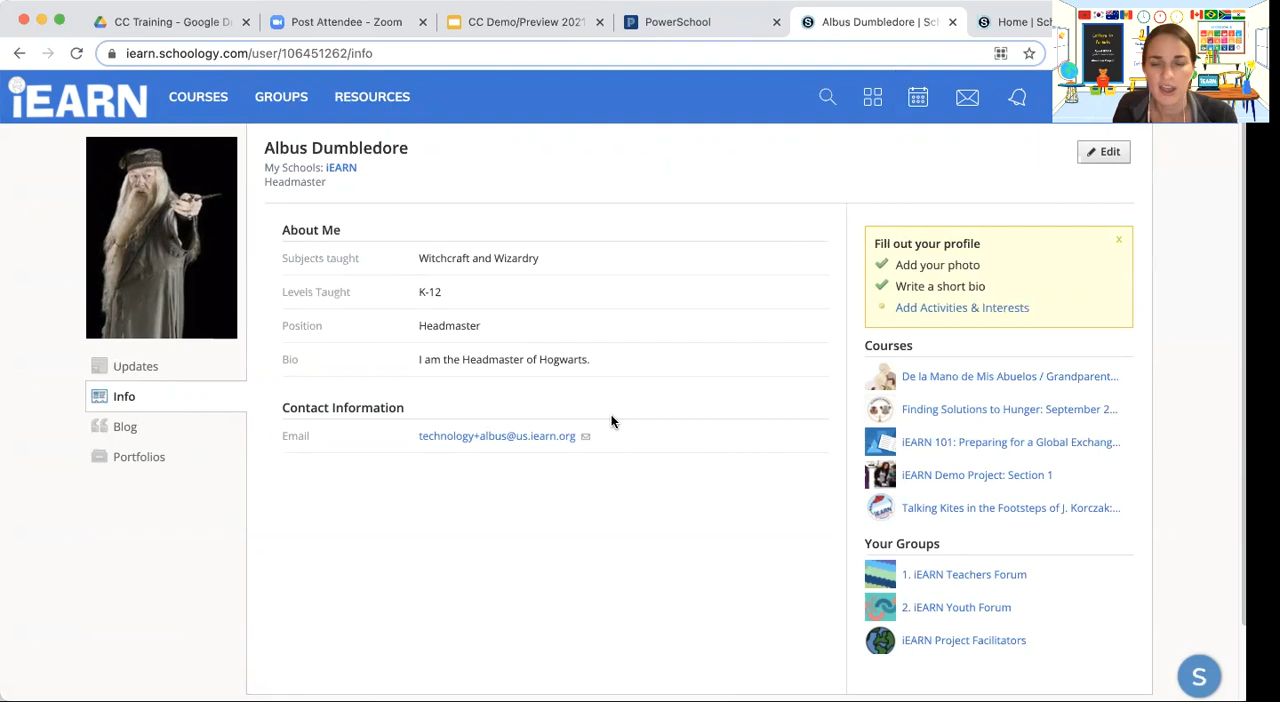 CC Training - Google D
Post Attendee - Zoom
CC Demo/Preview 2021
PowerSchool
Albus Dumbledore | Sc
Home | Sch
iearn.schoology.com/user/106451262/info
iEARN
COURSES
GROUPS
RESOURCES
Albus Dumbledore
My Schools: iEARN
Headmaster
Edit
Updates
Info
Blog
Portfolios
About Me
Subjects taught Witchcraft and Wizardry
Levels Taught K-12
Position Headmaster
Bio I am the Headmaster of Hogwarts.
Contact Information
Email technology+albus@us.iearn.org
Fill out your profile
x
Add your photo
Write a short bio
Add Activities & Interests
Courses
De la Mano de Mis Abuelos / Grandparent...
Finding Solutions to Hunger: September 2...
iEARN 101: Preparing for a Global Exchang...
iEARN Demo Project: Section 1
Talking Kites in the Footsteps of J. Korczak:...
Your Groups
1. iEARN Teachers Forum
2. iEARN Youth Forum
iEARN Project Facilitators
S